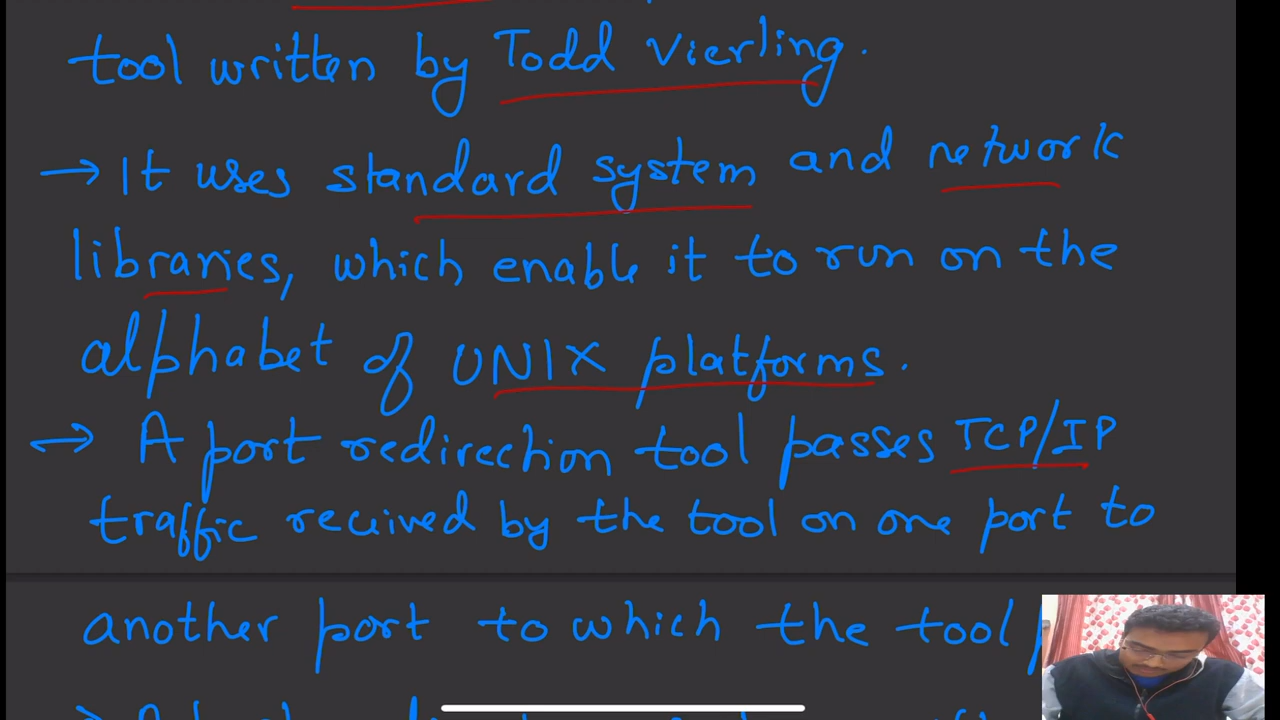 tool written by Todd Vierling.
→ It uses standard system and network
libraries, which enable it to run on the
alphabet of UNIX platforms.
→ A port redirection tool passes TCP/IP
traffic recived by the tool on one port to
another port to which the tool